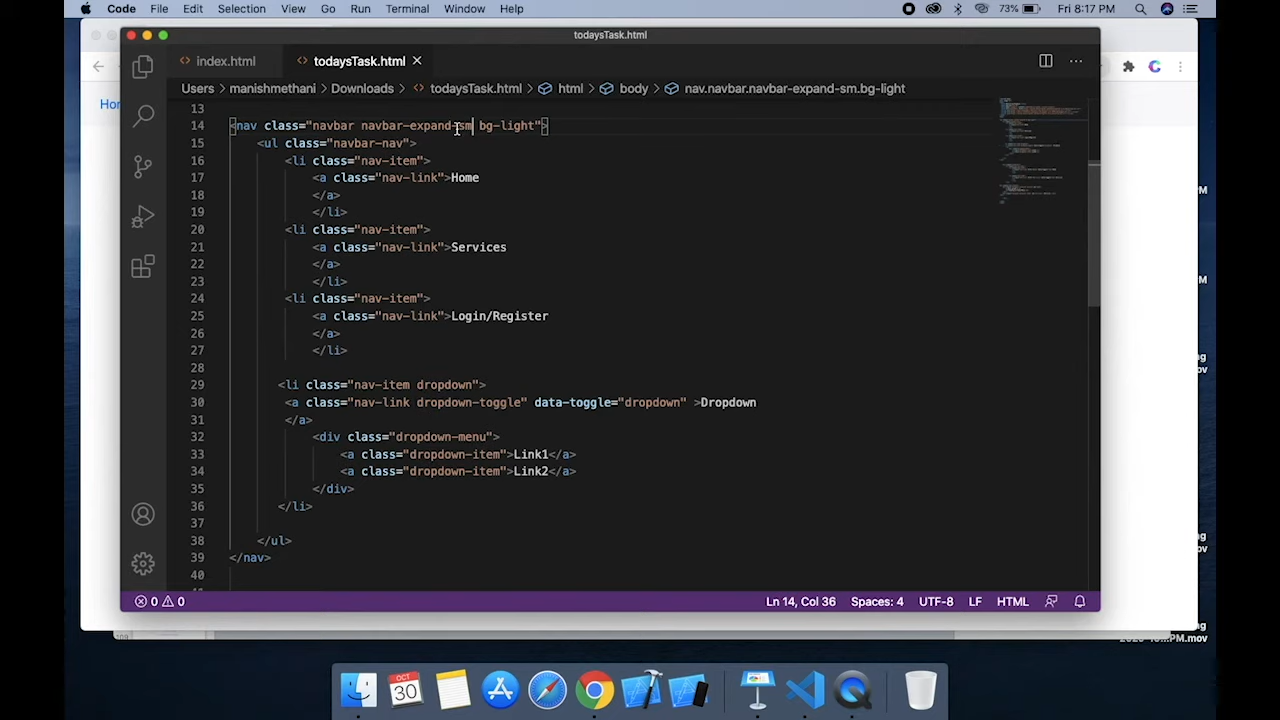 Code File Edit Selection View Go Run Terminal Window Help 73% Fri 8:17 PM
todaysTask.html
index.html todaysTask.html
Users manishmethani Downloads todaysTask.html html body nav.navbar.navbar-expand-sm.bg-light
13
14 <nav class="navbar navbar-expand-sm bg-light">
15 <ul class="navbar-nav">
16 <li class="nav-item">
17 <a class="nav-link">Home
18 </a>
19 </li>
20 <li class="nav-item">
21 <a class="nav-link">Services
22 </a>
23 </li>
24 <li class="nav-item">
25 <a class="nav-link">Login/Register
26 </a>
27 </li>
28
29 <li class="nav-item dropdown">
30 <a class="nav-link dropdown-toggle" data-toggle="dropdown" >Dropdown
31 </a>
32 <div class="dropdown-menu">
33 <a class="dropdown-item">Link1</a>
34 <a class="dropdown-item">Link2</a>
35 </div>
36 </li>
37
38 </ul>
39 </nav>
40
0 0 Ln 14, Col 36 Spaces: 4 UTF-8 LF HTML
OCT
30